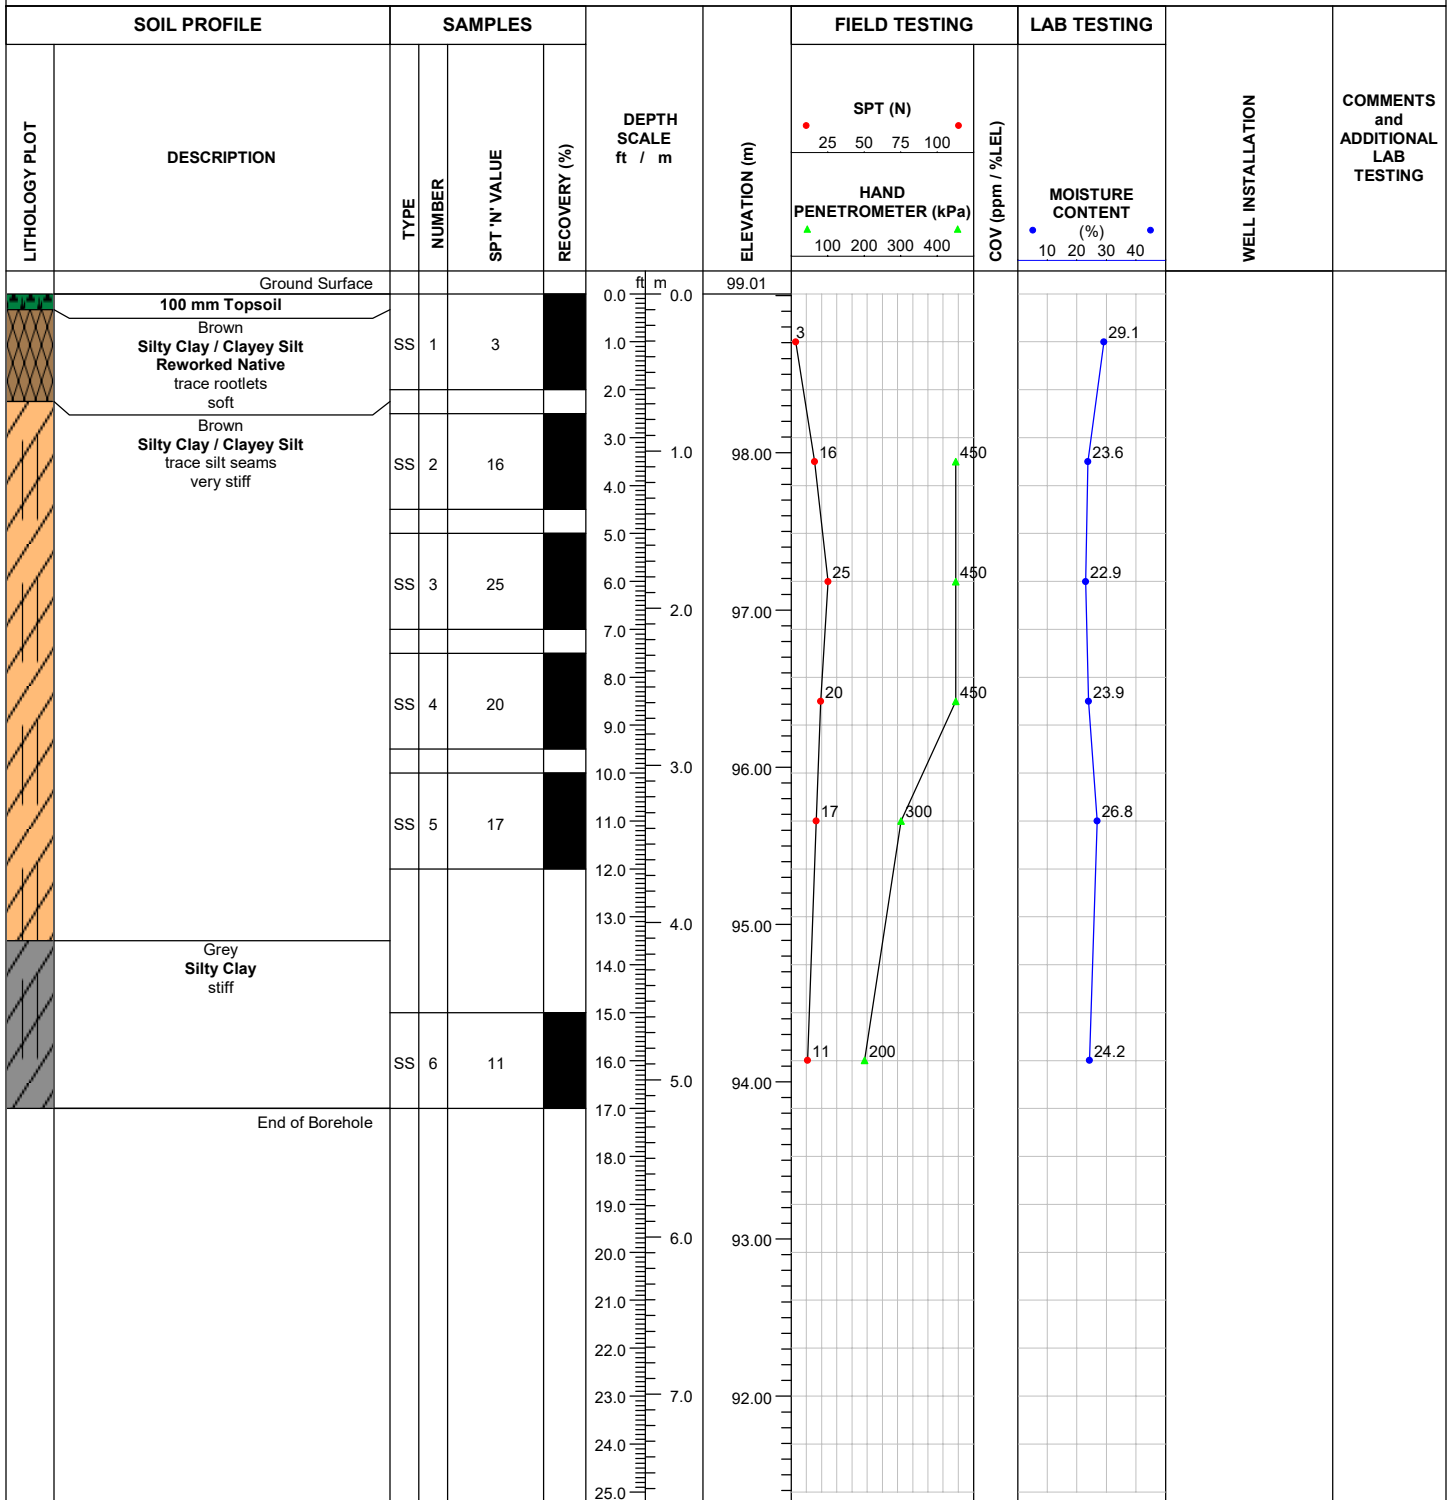 SOIL PROFILE
SAMPLES
FIELD TESTING
LAB TESTING
LITHOLOGY PLOT
DESCRIPTION
TYPE
NUMBER
SPT 'N' VALUE
RECOVERY (%)
DEPTH
SCALE
ft / m
ELEVATION (m)
SPT (N)
25 50 75 100
HAND
PENETROMETER (kPa)
100 200 300 400
COV (ppm / %LEL)
MOISTURE
CONTENT
(%)
10 20 30 40
WELL INSTALLATION
COMMENTS
and
ADDITIONAL
LAB
TESTING
Ground Surface
100 mm Topsoil
Brown
Silty Clay / Clayey Silt
Reworked Native
trace rootlets
soft
Brown
Silty Clay / Clayey Silt
trace silt seams
very stiff
Grey
Silty Clay
stiff
End of Borehole
SS 1 3
SS 2 16
SS 3 25
SS 4 20
SS 5 17
SS 6 11
ft m
0.0
1.0
2.0
3.0
4.0
5.0
6.0
7.0
8.0
9.0
10.0
11.0
12.0
13.0
14.0
15.0
16.0
17.0
18.0
19.0
20.0
21.0
22.0
23.0
24.0
25.0
0.0
1.0
2.0
3.0
4.0
5.0
6.0
7.0
99.01
98.00
97.00
96.00
95.00
94.00
93.00
92.00
3
16
25
20
17
11
450
450
450
300
200
29.1
23.6
22.9
23.9
26.8
24.2